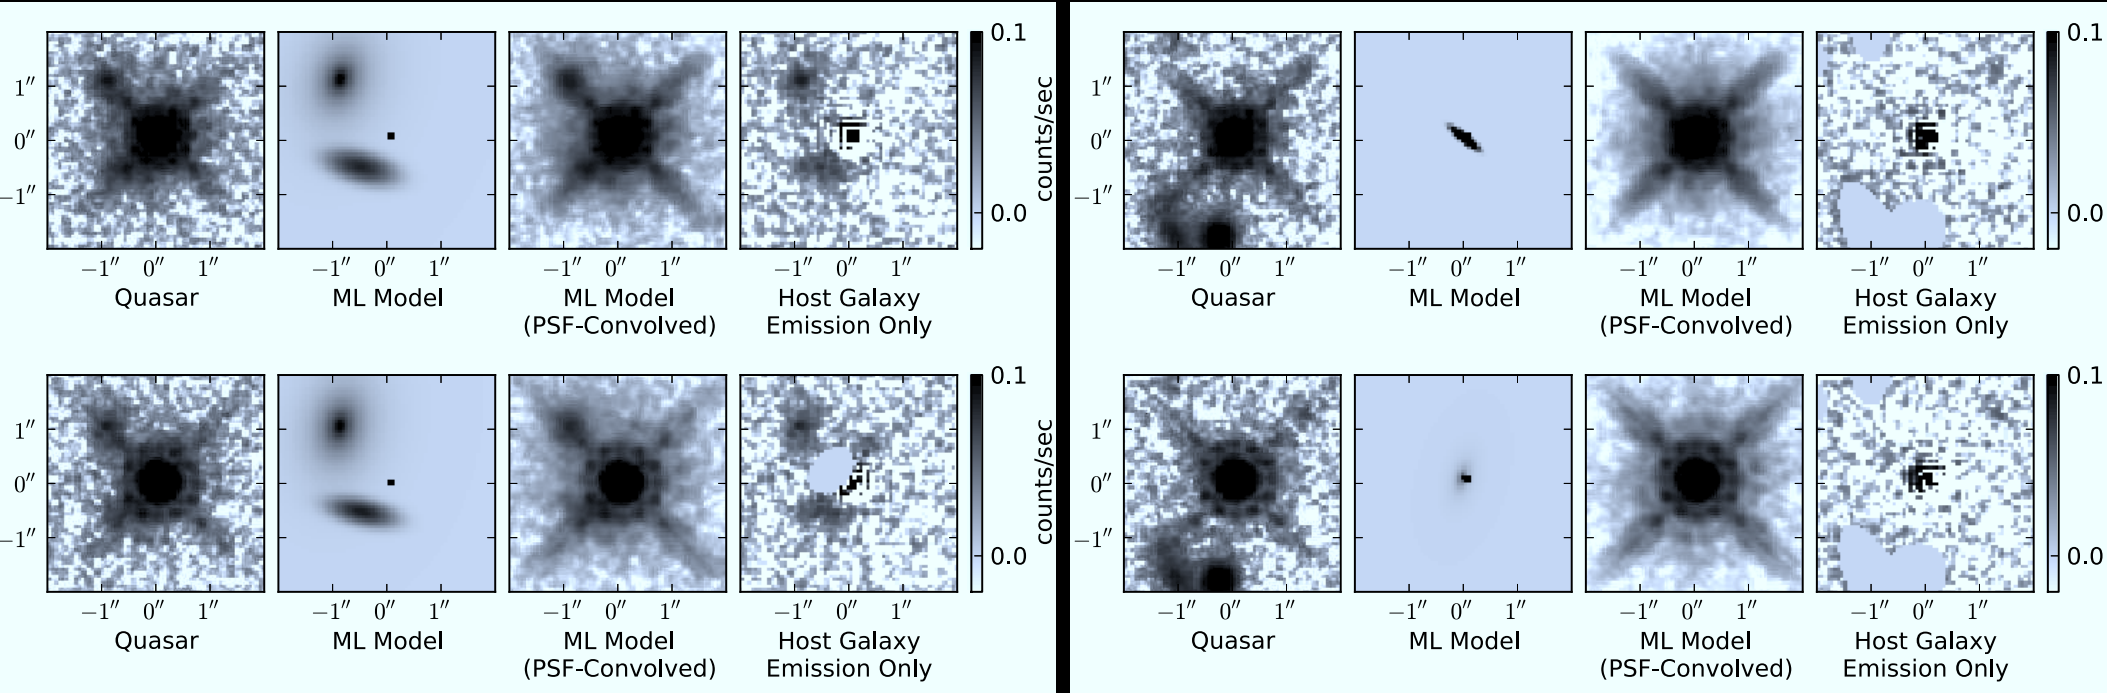 1″
0″
−1″
−1″ 0″ 1″
−1″ 0″ 1″
−1″ 0″ 1″
−1″ 0″ 1″
Quasar
ML Model
ML Model
(PSF-Convolved)
Host Galaxy
Emission Only
0.1
0.0
counts/sec
1″
0″
−1″
−1″ 0″ 1″
−1″ 0″ 1″
−1″ 0″ 1″
−1″ 0″ 1″
Quasar
ML Model
ML Model
(PSF-Convolved)
Host Galaxy
Emission Only
0.1
0.0
1″
0″
−1″
−1″ 0″ 1″
−1″ 0″ 1″
−1″ 0″ 1″
−1″ 0″ 1″
Quasar
ML Model
ML Model
(PSF-Convolved)
Host Galaxy
Emission Only
0.1
0.0
counts/sec
1″
0″
−1″
−1″ 0″ 1″
−1″ 0″ 1″
−1″ 0″ 1″
−1″ 0″ 1″
Quasar
ML Model
ML Model
(PSF-Convolved)
Host Galaxy
Emission Only
0.1
0.0